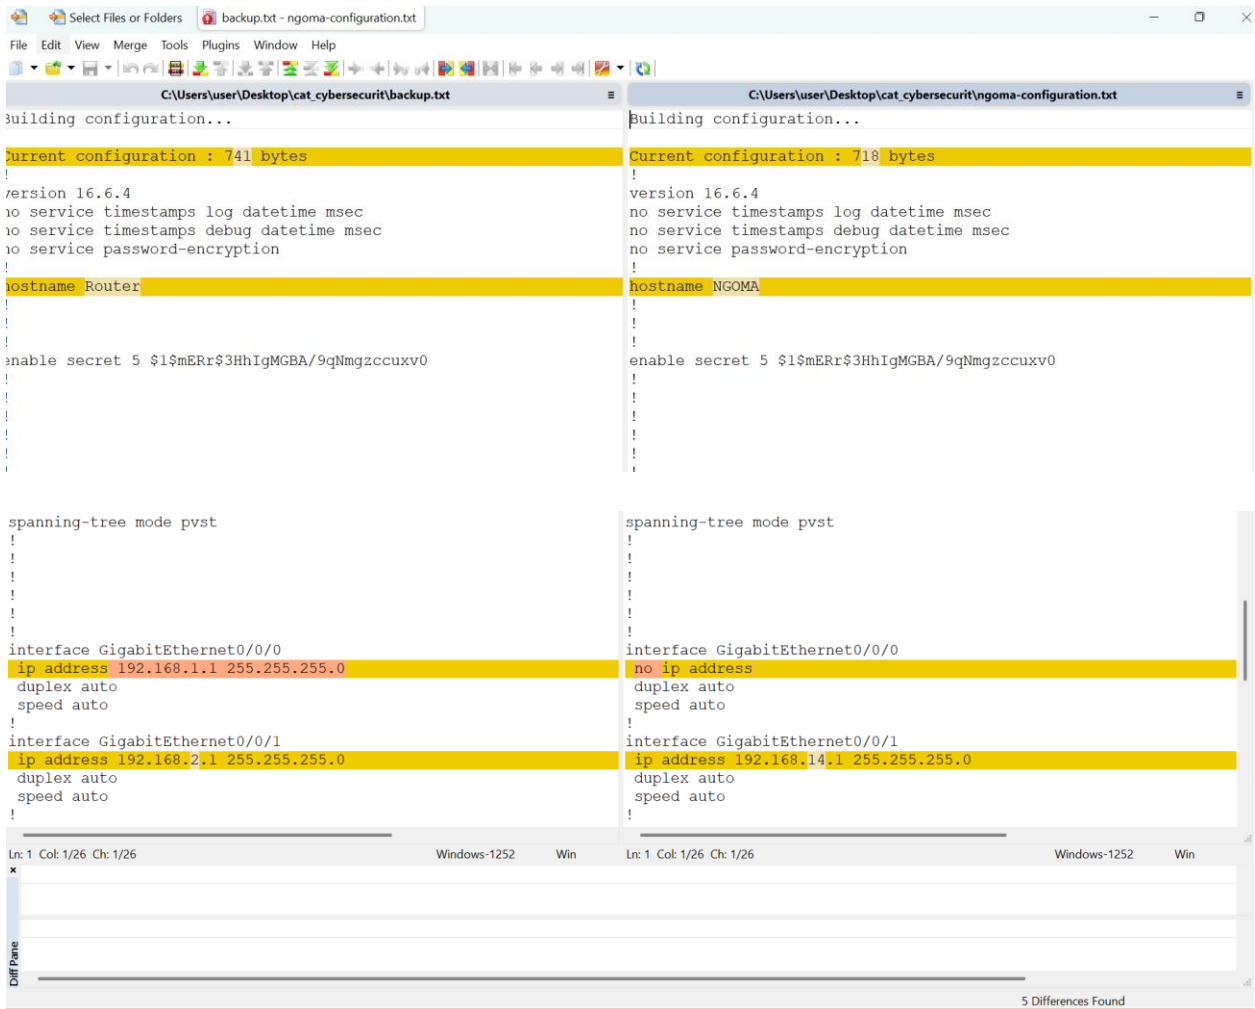 Select Files or Folders
backup.txt - ngoma-configuration.txt
File Edit View Merge Tools Plugins Window Help
C:\Users\user\Desktop\cat_cybersecurit\backup.txt
Building configuration...
Current configuration : 741 bytes
!
version 16.6.4
no service timestamps log datetime msec
no service timestamps debug datetime msec
no service password-encryption
!
hostname Router
!
!
!
enable secret 5 $1$mERr$3HhIgMGBA/9qNmgzccuxv0
!
!
!
!
!
!
C:\Users\user\Desktop\cat_cybersecurit\ngoma-configuration.txt
Building configuration...
Current configuration : 718 bytes
!
version 16.6.4
no service timestamps log datetime msec
no service timestamps debug datetime msec
no service password-encryption
!
hostname NGOMA
!
!
!
enable secret 5 $1$mERr$3HhIgMGBA/9qNmgzccuxv0
!
!
!
!
!
!
spanning-tree mode pvst
!
!
!
!
!
!
interface GigabitEthernet0/0/0
ip address 192.168.1.1 255.255.255.0
duplex auto
speed auto
!
interface GigabitEthernet0/0/1
ip address 192.168.2.1 255.255.255.0
duplex auto
speed auto
!
spanning-tree mode pvst
!
!
!
!
!
!
interface GigabitEthernet0/0/0
no ip address
duplex auto
speed auto
!
interface GigabitEthernet0/0/1
ip address 192.168.14.1 255.255.255.0
duplex auto
speed auto
!
Ln: 1 Col: 1/26 Ch: 1/26 Windows-1252 Win
Ln: 1 Col: 1/26 Ch: 1/26 Windows-1252 Win
Diff Pane
5 Differences Found